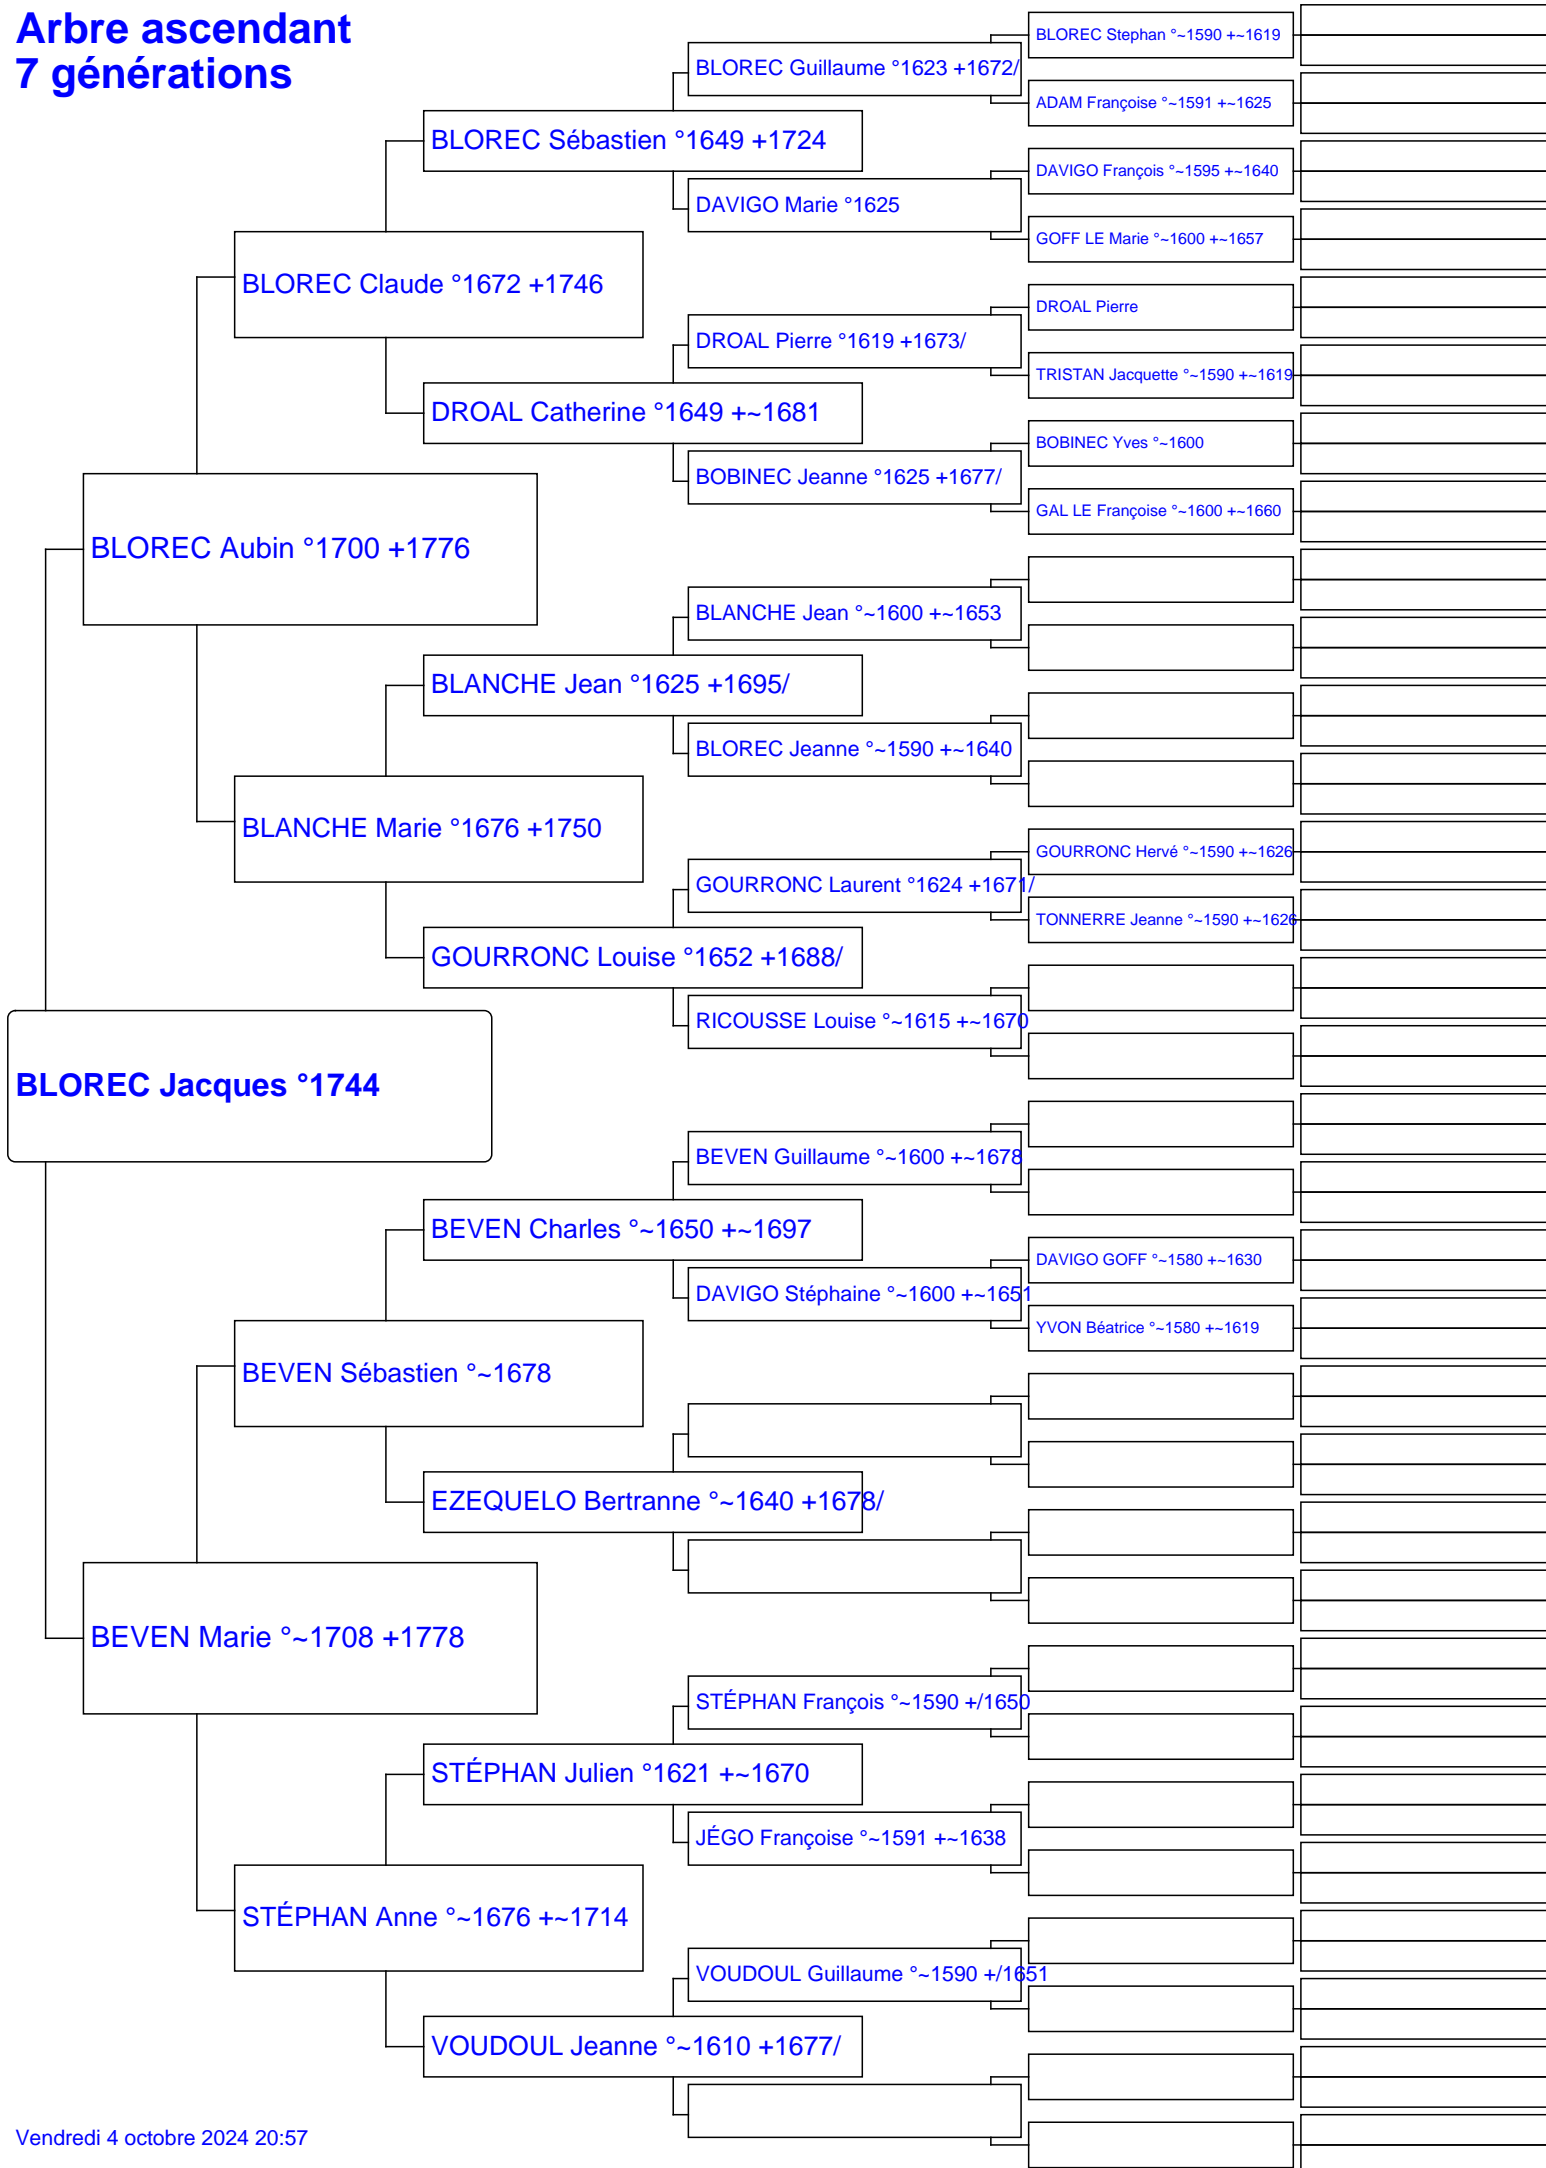 Arbre ascendant
7 générations
BLOREC Stephan °~1590 +~1619
BLOREC Guillaume °1623 +1672/
ADAM Françoise °~1591 +~1625
BLOREC Sébastien °1649 +1724
DAVIGO François °~1595 +~1640
DAVIGO Marie °1625
GOFF LE Marie °~1600 +~1657
BLOREC Claude °1672 +1746
DROAL Pierre
DROAL Pierre °1619 +1673/
TRISTAN Jacquette °~1590 +~1619
DROAL Catherine °1649 +~1681
BOBINEC Yves °~1600
BOBINEC Jeanne °1625 +1677/
GAL LE Françoise °~1600 +~1660
BLOREC Aubin °1700 +1776
BLANCHE Jean °~1600 +~1653
BLANCHE Jean °1625 +1695/
BLOREC Jeanne °~1590 +~1640
BLANCHE Marie °1676 +1750
GOURRONC Hervé °~1590 +~1626
GOURRONC Laurent °1624 +1671/
TONNERRE Jeanne °~1590 +~1626
GOURRONC Louise °1652 +1688/
RICOUSSE Louise °~1615 +~1670
BLOREC Jacques °1744
BEVEN Guillaume °~1600 +~1678
BEVEN Charles °~1650 +~1697
DAVIGO GOFF °~1580 +~1630
DAVIGO Stéphaine °~1600 +~1651
YVON Béatrice °~1580 +~1619
BEVEN Sébastien °~1678
EZEQUELO Bertranne °~1640 +1678/
BEVEN Marie °~1708 +1778
STÉPHAN François °~1590 +/1650
STÉPHAN Julien °1621 +~1670
JÉGO Françoise °~1591 +~1638
STÉPHAN Anne °~1676 +~1714
VOUDOUL Guillaume °~1590 +/1651
VOUDOUL Jeanne °~1610 +1677/
Vendredi 4 octobre 2024 20:57